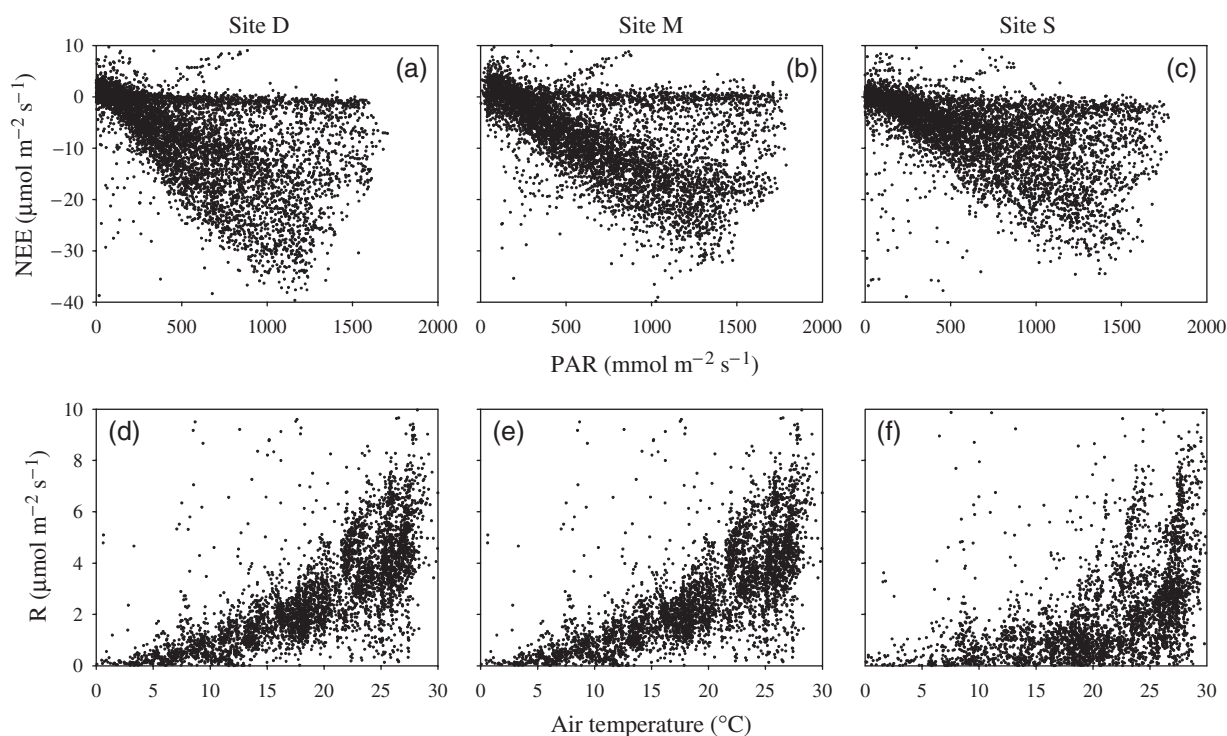 Site D Site M Site S
10 (a) (b) (c)
0
−10
−20
−30
−40
NEE (µmol m−2 s−1)
0 500 1000 1500 2000 0 500 1000 1500 2000 0 500 1000 1500 2000
PAR (mmol m−2 s−1)
10 (d) (e) (f)
8
6
4
2
0
R (µmol m−2 s−1)
0 5 10 15 20 25 30 0 5 10 15 20 25 30 0 5 10 15 20 25 30
Air temperature (°C)